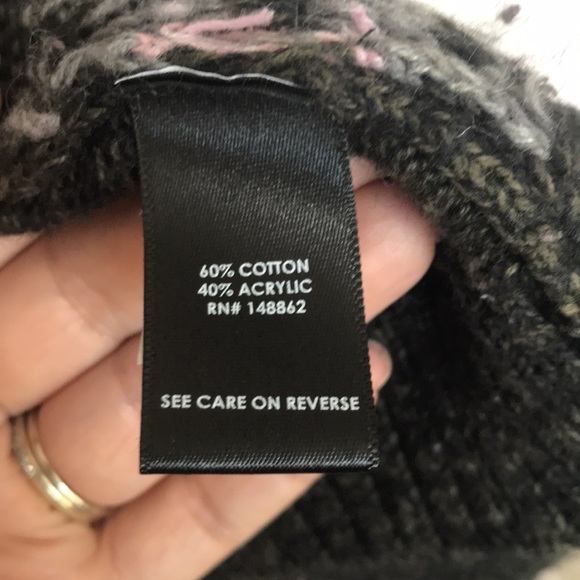 60% COTTON
40% ACRYLIC
RN# 148862
SEE CARE ON REVERSE